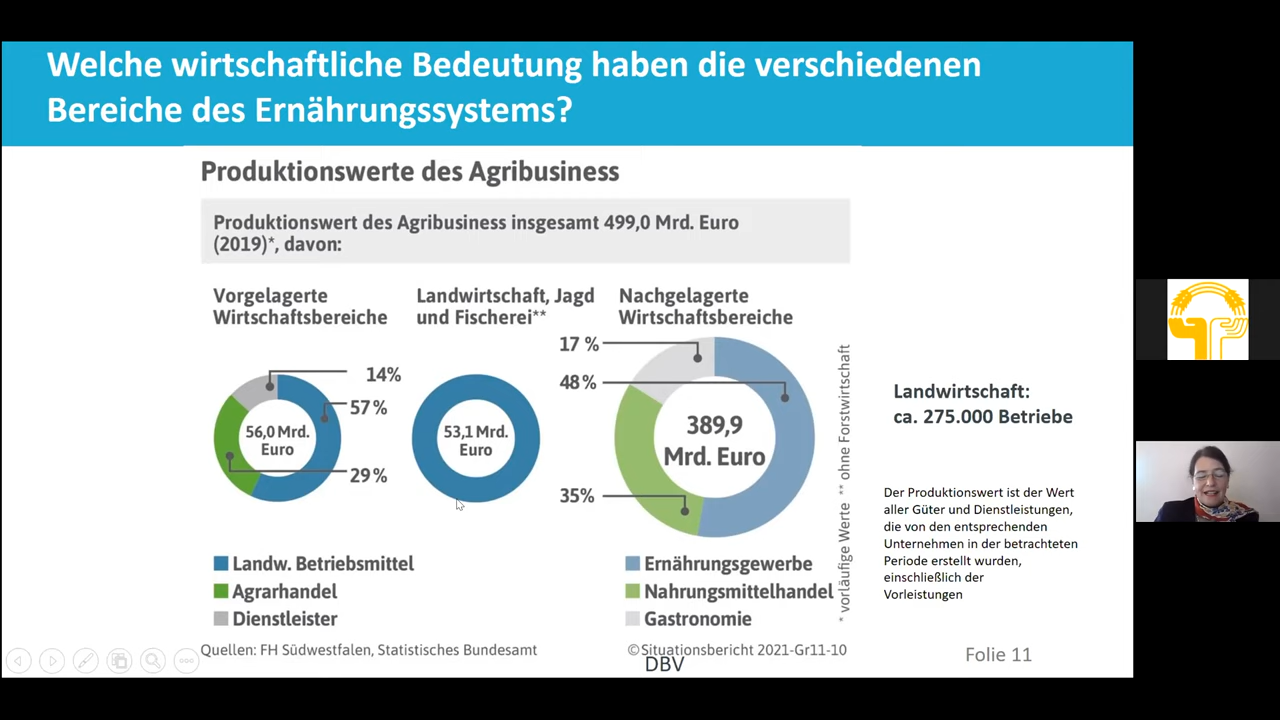 Welche wirtschaftliche Bedeutung haben die verschiedenen
Bereiche des Ernährungssystems?
Produktionswerte des Agribusiness
Produktionswert des Agribusiness insgesamt 499,0 Mrd. Euro
(2019)*, davon:
Vorgelagerte
Wirtschaftsbereiche
14%
57%
29%
56,0 Mrd.
Euro
Landwirtschaft, Jagd
und Fischerei**
53,1 Mrd.
Euro
Nachgelagerte
Wirtschaftsbereiche
17 %
48%
35%
389,9
Mrd. Euro
Landw. Betriebsmittel
Agrarhandel
Dienstleister
Ernährungsgewerbe
Nahrungsmittelhandel
Gastronomie
* vorläufige Werte ** ohne Forstwirtschaft
Quellen: FH Südwestfalen, Statistisches Bundesamt
©Situationsbericht 2021-Gr11-10
DBV
Landwirtschaft:
ca. 275.000 Betriebe
Der Produktionswert ist der Wert
aller Güter und Dienstleistungen,
die von den entsprechenden
Unternehmen in der betrachteten
Periode erstellt wurden,
einschließlich der
Vorleistungen
Folie 11